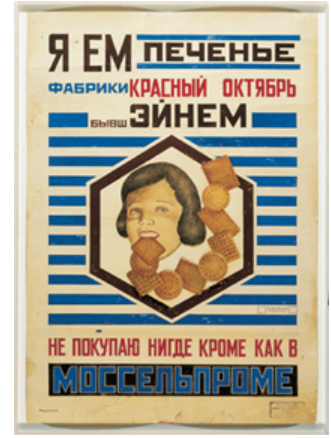 Я ЕМ ПЕЧЕНЬЕ
ФАБРИКИ КРАСНЫЙ ОКТЯБРЬ
БЫВШ ЭЙНЕМ
НЕ ПОКУПАЮ НИГДЕ КРОМЕ КАК В
МОССЕЛЬПРОМЕ